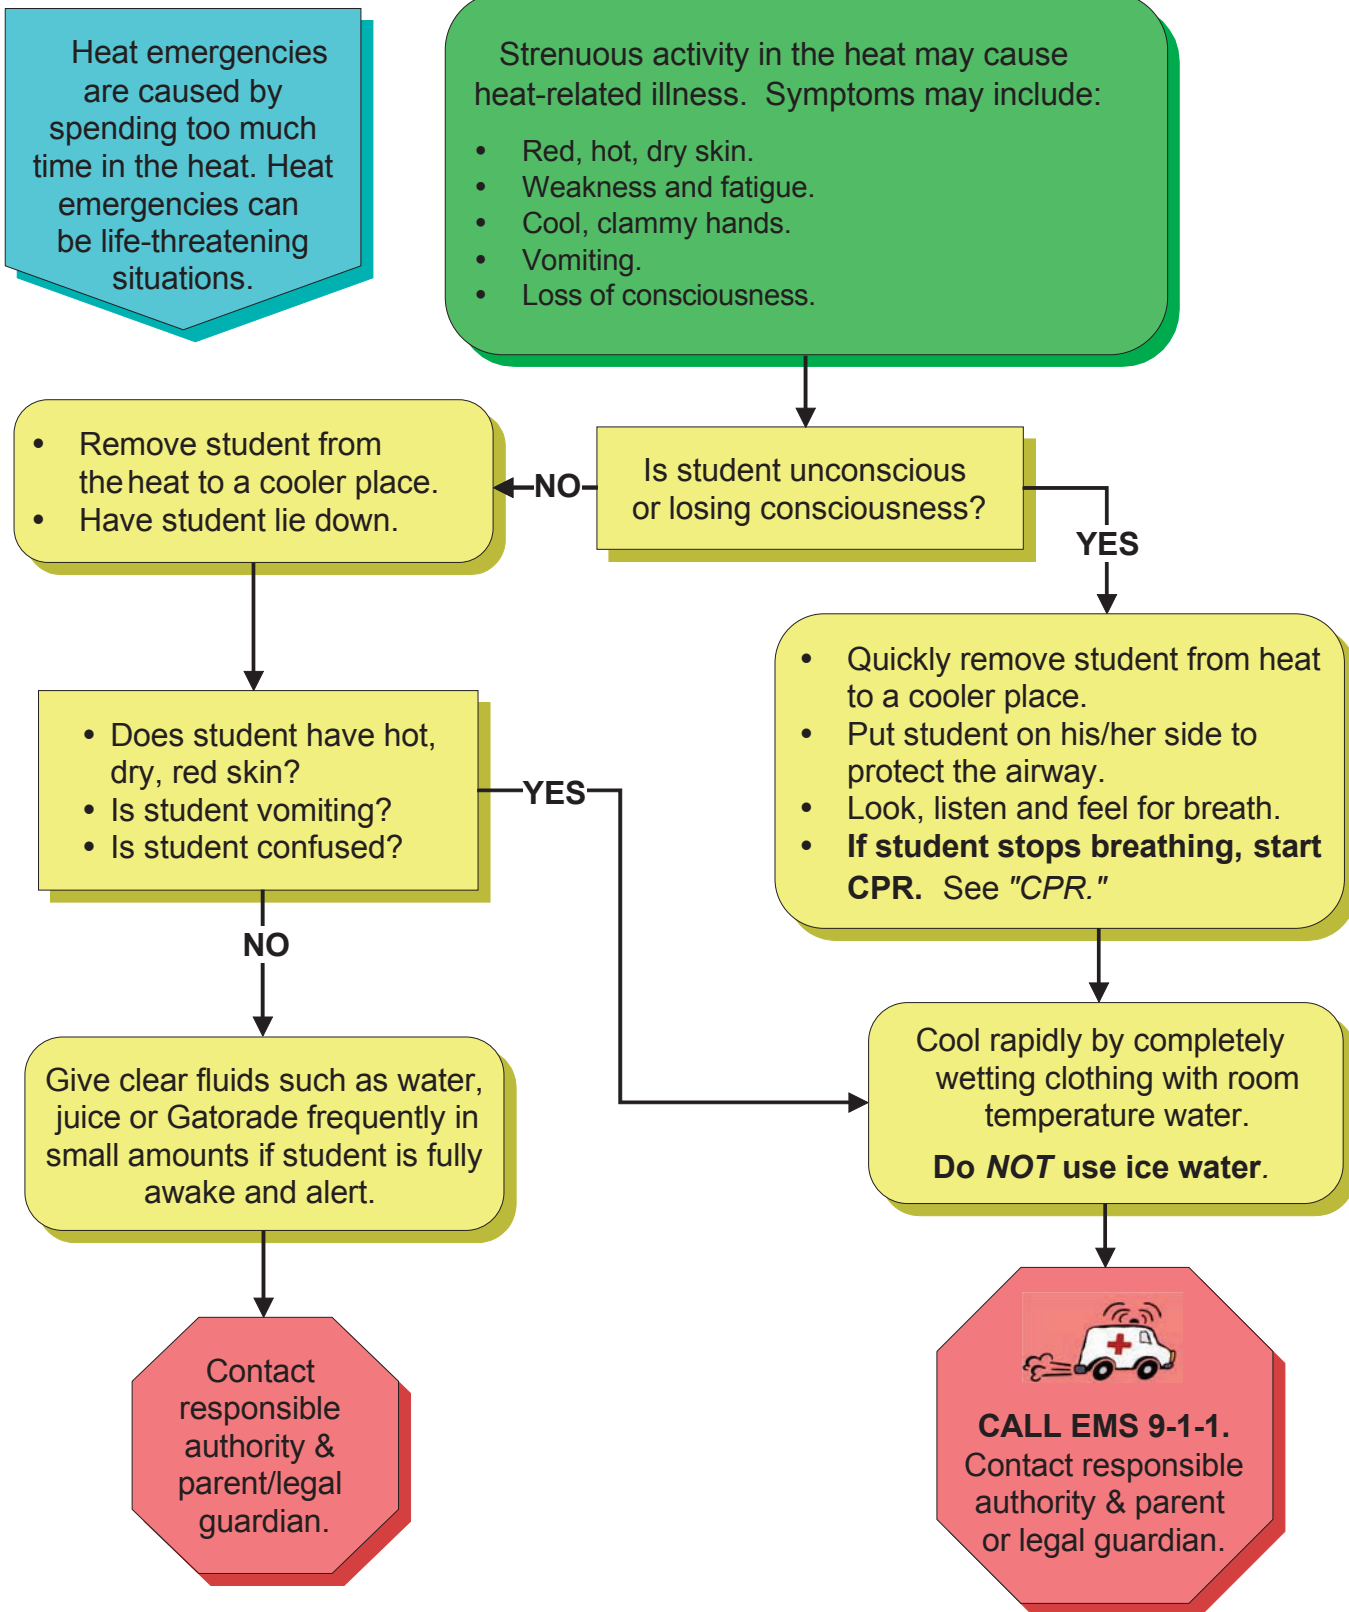 Heat emergencies
are caused by
spending too much
time in the heat. Heat
emergencies can
be life-threatening
situations.
Strenuous activity in the heat may cause
heat-related illness. Symptoms may include:
• Red, hot, dry skin.
• Weakness and fatigue.
• Cool, clammy hands.
• Vomiting.
• Loss of consciousness.
• Remove student from
the heat to a cooler place.
• Have student lie down.
NO
Is student unconscious
or losing consciousness?
YES
• Quickly remove student from heat
to a cooler place.
• Put student on his/her side to
protect the airway.
• Look, listen and feel for breath.
• If student stops breathing, start
CPR. See "CPR."
• Does student have hot,
dry, red skin?
• Is student vomiting?
• Is student confused?
YES
NO
Give clear fluids such as water,
juice or Gatorade frequently in
small amounts if student is fully
awake and alert.
Cool rapidly by completely
wetting clothing with room
temperature water.
Do NOT use ice water.
Contact
responsible
authority &
parent/legal
guardian.
CALL EMS 9-1-1.
Contact responsible
authority & parent
or legal guardian.